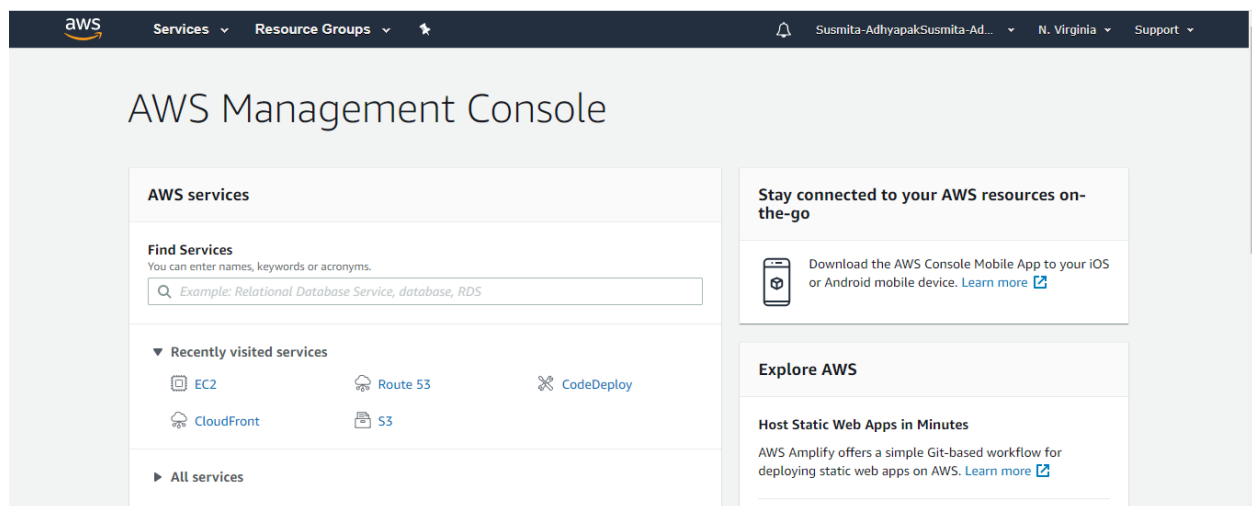 aws
Services
Resource Groups
Susmita-AdhyapakSusmita-Ad...
N. Virginia
Support
AWS Management Console
AWS services
Find Services
You can enter names, keywords or acronyms.
Example: Relational Database Service, database, RDS
Recently visited services
EC2
Route 53
CodeDeploy
CloudFront
S3
All services
Stay connected to your AWS resources on-
the-go
Download the AWS Console Mobile App to your iOS
or Android mobile device. Learn more
Explore AWS
Host Static Web Apps in Minutes
AWS Amplify offers a simple Git-based workflow for
deploying static web apps on AWS. Learn more